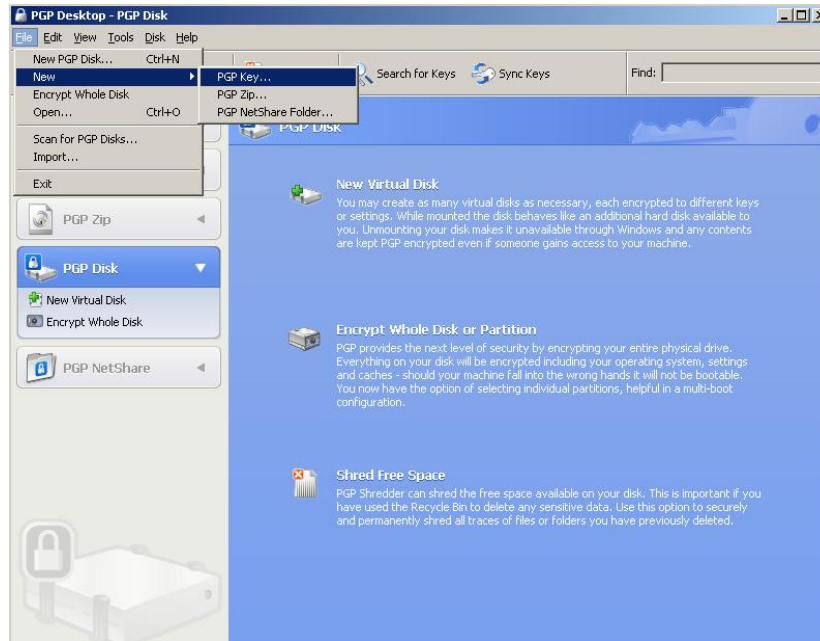 PGP Desktop - PGP Disk
File Edit View Tools Disk Help
New PGP Disk... Ctrl+N
New
Encrypt Whole Disk
Open... Ctrl+O
Scan for PGP Disks...
Import...
Exit
PGP Key...
PGP Zip...
PGP NetShare Folder...
Search for Keys Sync Keys Find:
PGP Disk
PGP Zip
PGP Disk
New Virtual Disk
Encrypt Whole Disk
PGP NetShare
New Virtual Disk
You may create as many virtual disks as necessary, each encrypted to different keys
or settings. While mounted the disk behaves like an additional hard disk available to
you. Unmounting your disk makes it unavailable through Windows and any contents
are kept PGP encrypted even if someone gains access to your machine.
Encrypt Whole Disk or Partition
PGP provides the next level of security by encrypting your entire physical drive.
Everything on your disk will be encrypted including your operating system, settings
and caches - should your machine fall into the wrong hands it will not be bootable.
You now have the option of selecting individual partitions, helpful in a multi-boot
configuration.
Shred Free Space
PGP Shredder can shred the free space available on your disk. This is important if you
have used the Recycle Bin to delete any sensitive data. Use this option to securely
and permanently shred all traces of files or folders you have previously deleted.